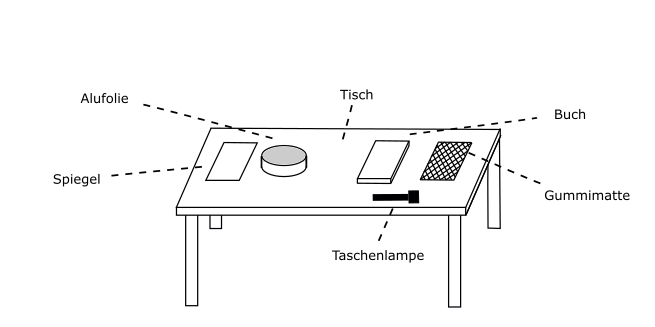 Tisch
Alufolie
Buch
Spiegel
Gummimatte
Taschenlampe